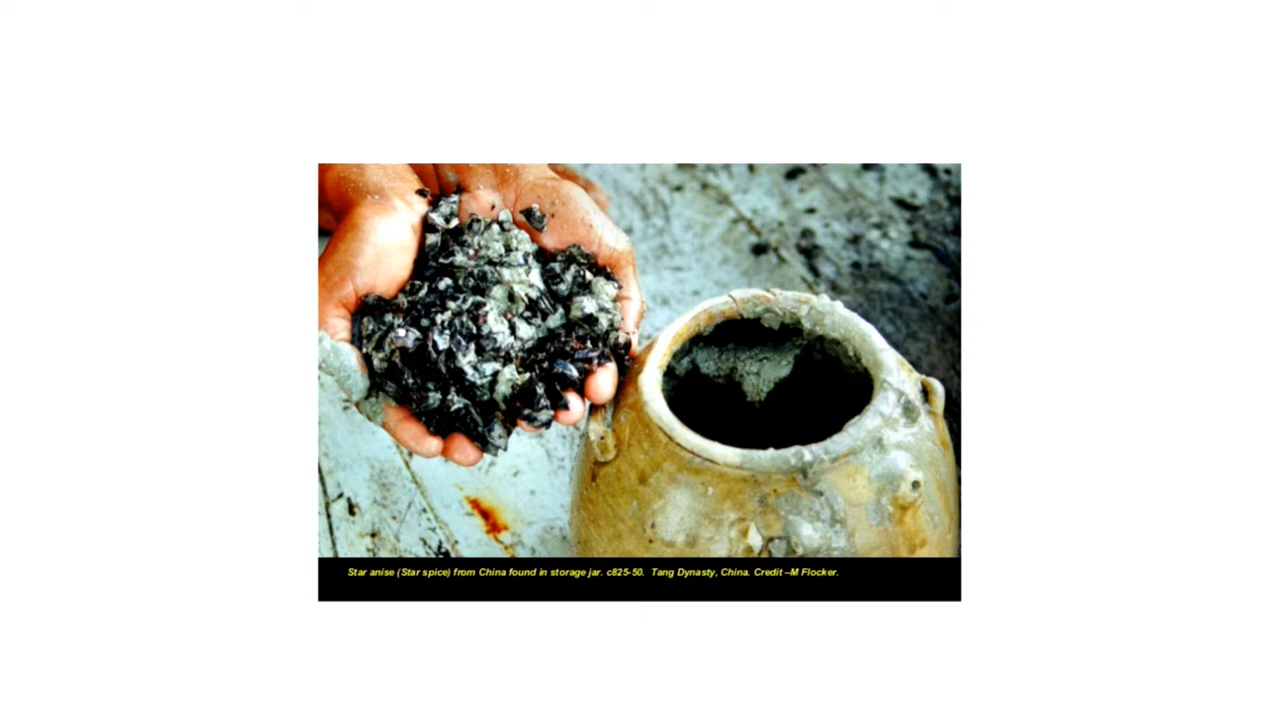 Star anise (Star spice) from China found in storage jar. c825-50. Tang Dynasty, China. Credit –M Flocker.